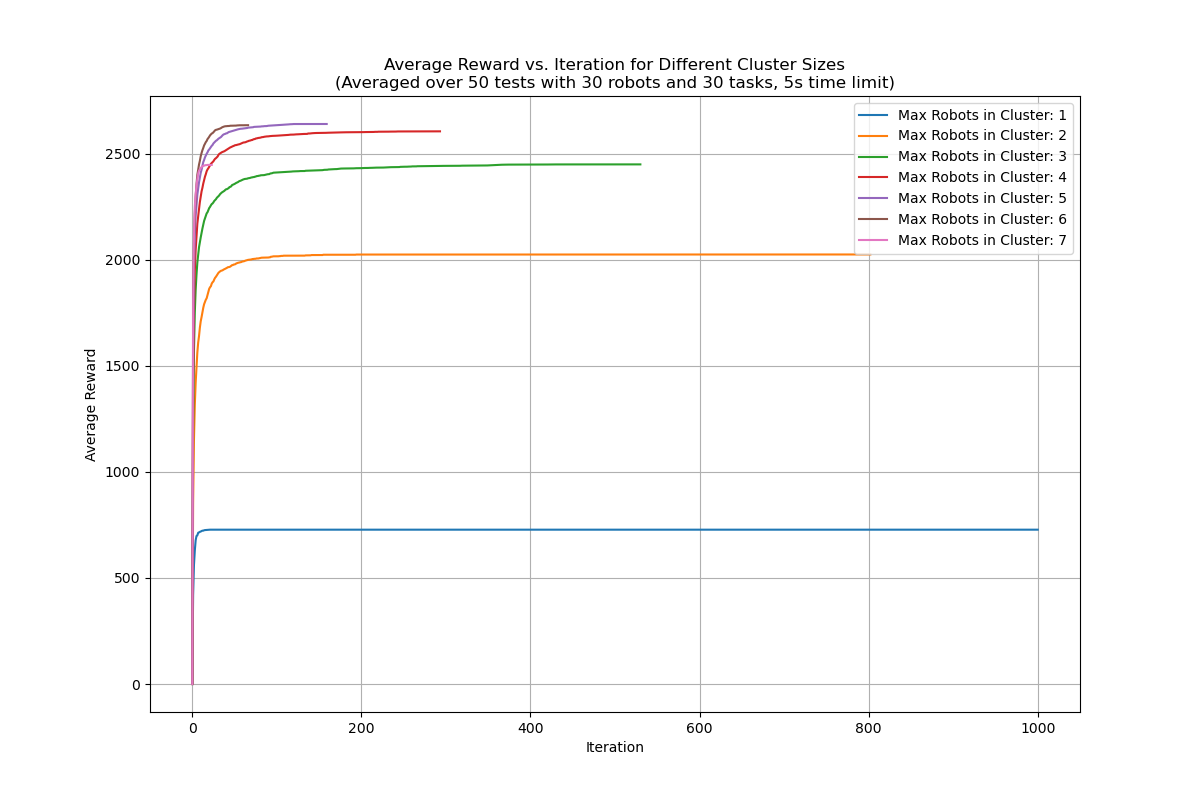 Average Reward vs. Iteration for Different Cluster Sizes
(Averaged over 50 tests with 30 robots and 30 tasks, 5s time limit)
Max Robots in Cluster: 1
Max Robots in Cluster: 2
Max Robots in Cluster: 3
Max Robots in Cluster: 4
Max Robots in Cluster: 5
Max Robots in Cluster: 6
Max Robots in Cluster: 7
Average Reward
2500
2000
1500
1000
500
0
0 200 400 600 800 1000
Iteration